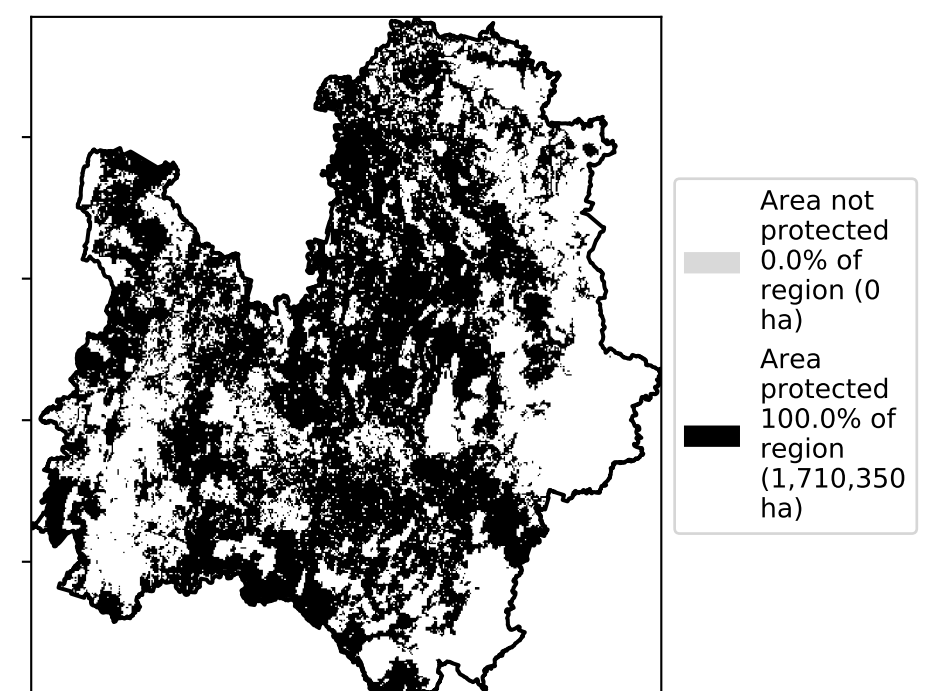 Area not
protected
0.0% of
region (0
ha)
Area
protected
100.0% of
region
(1,710,350
ha)